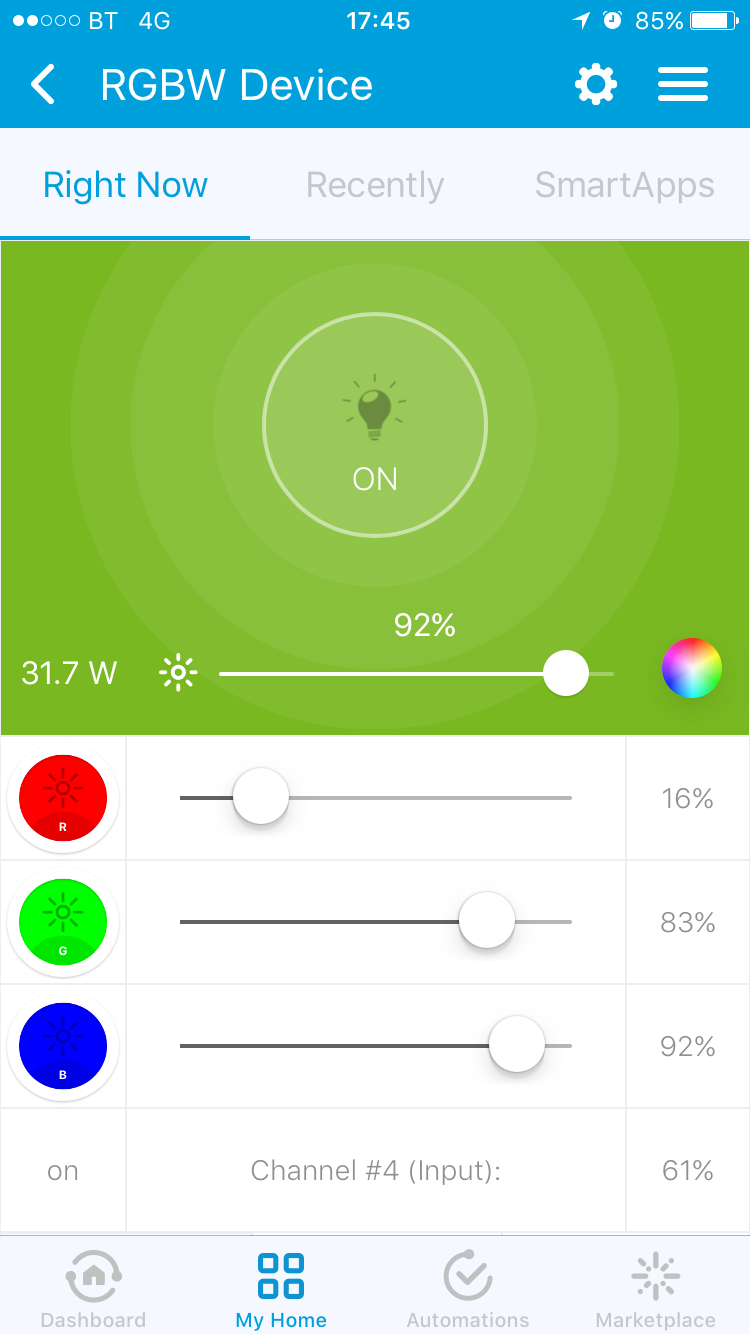 BT 4G 17:45 85%
RGBW Device
Right Now Recently SmartApps
ON
92%
31.7 W
R 16%
G 83%
B 92%
on Channel #4 (Input): 61%
Dashboard My Home Automations Marketplace